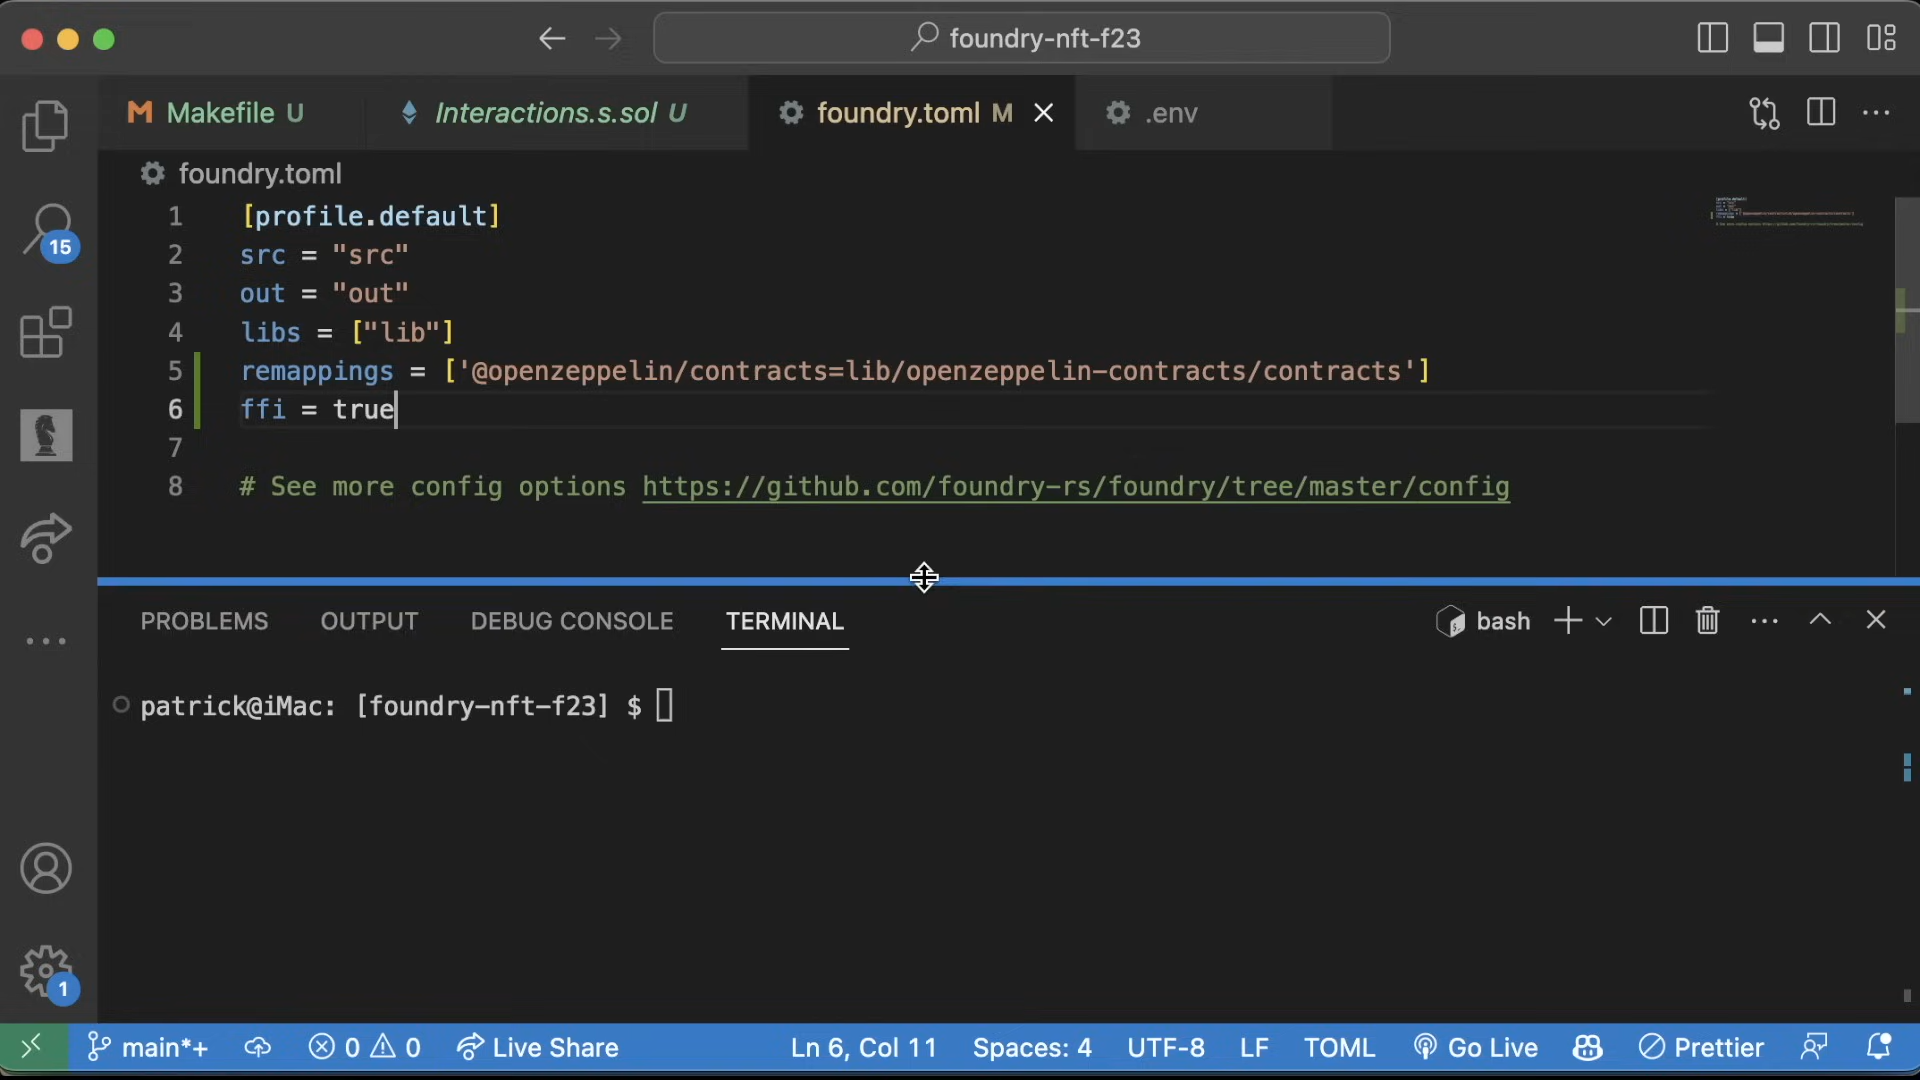 foundry-nft-f23
Makefile U
Interactions.s.sol U
foundry.toml M
.env
foundry.toml
1 [profile.default]
2 src = "src"
3 out = "out"
4 libs = ["lib"]
5 remappings = ['@openzeppelin/contracts=lib/openzeppelin-contracts/contracts']
6 ffi = true
7
8 # See more config options https://github.com/foundry-rs/foundry/tree/master/config
15
PROBLEMS OUTPUT DEBUG CONSOLE TERMINAL bash
patrick@iMac: [foundry-nft-f23] $
1
main*+ 0 0 Live Share Ln 6, Col 11 Spaces: 4 UTF-8 LF TOML Go Live Prettier